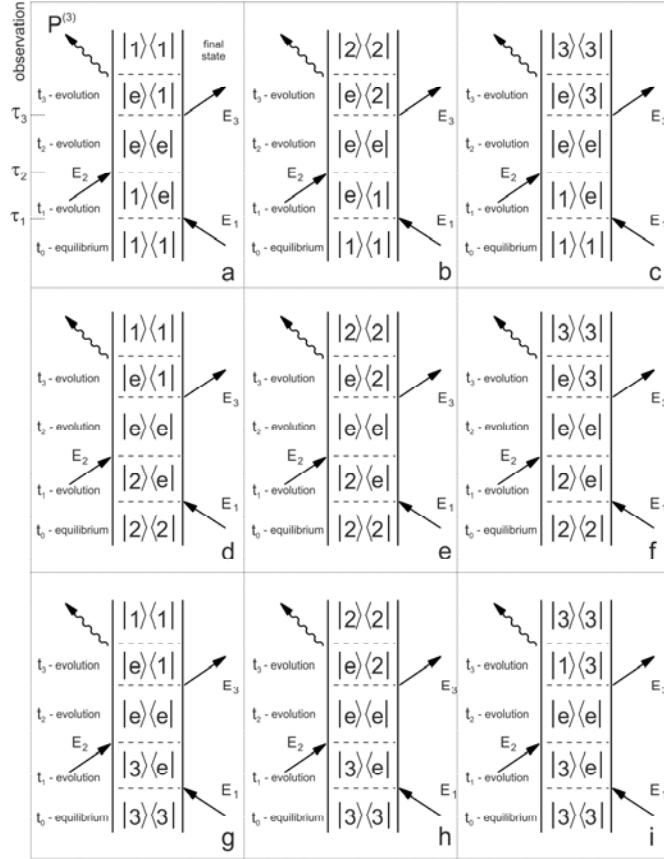 observation
P(3)
|1⟩⟨1|
final
state
t3 - evolution
|e⟩⟨1|
τ3
E3
t2 - evolution
|e⟩⟨e|
τ2
E2
|1⟩⟨e|
t1 - evolution
τ1
E1
t0 - equilibrium
|1⟩⟨1|
a
|2⟩⟨2|
t3 - evolution
|e⟩⟨2|
E3
t2 - evolution
|e⟩⟨e|
E2
|e⟩⟨1|
t1 - evolution
E1
t0 - equilibrium
|1⟩⟨1|
b
|3⟩⟨3|
t3 - evolution
|e⟩⟨3|
E3
t2 - evolution
|e⟩⟨e|
E2
|1⟩⟨e|
t1 - evolution
E1
t0 - equilibrium
|1⟩⟨1|
c
|1⟩⟨1|
t3 - evolution
|e⟩⟨1|
E3
t2 - evolution
|e⟩⟨e|
E2
|2⟩⟨e|
t1 - evolution
E1
t0 - equilibrium
|2⟩⟨2|
d
|2⟩⟨2|
t3 - evolution
|e⟩⟨2|
E3
t2 - evolution
|e⟩⟨e|
E2
|2⟩⟨e|
t1 - evolution
E1
t0 - equilibrium
|2⟩⟨2|
e
|3⟩⟨3|
t3 - evolution
|e⟩⟨3|
E3
t2 - evolution
|e⟩⟨e|
E2
|2⟩⟨e|
t1 - evolution
E1
t0 - equilibrium
|2⟩⟨2|
f
|1⟩⟨1|
t3 - evolution
|e⟩⟨1|
E3
t2 - evolution
|e⟩⟨e|
E2
|3⟩⟨e|
t1 - evolution
E1
t0 - equilibrium
|3⟩⟨3|
g
|2⟩⟨2|
t3 - evolution
|e⟩⟨2|
E3
t2 - evolution
|e⟩⟨e|
E2
|3⟩⟨e|
t1 - evolution
E1
t0 - equilibrium
|3⟩⟨3|
h
|3⟩⟨3|
t3 - evolution
|1⟩⟨3|
E3
t2 - evolution
|e⟩⟨e|
E2
|3⟩⟨e|
t1 - evolution
E1
t0 - equilibrium
|3⟩⟨3|
i